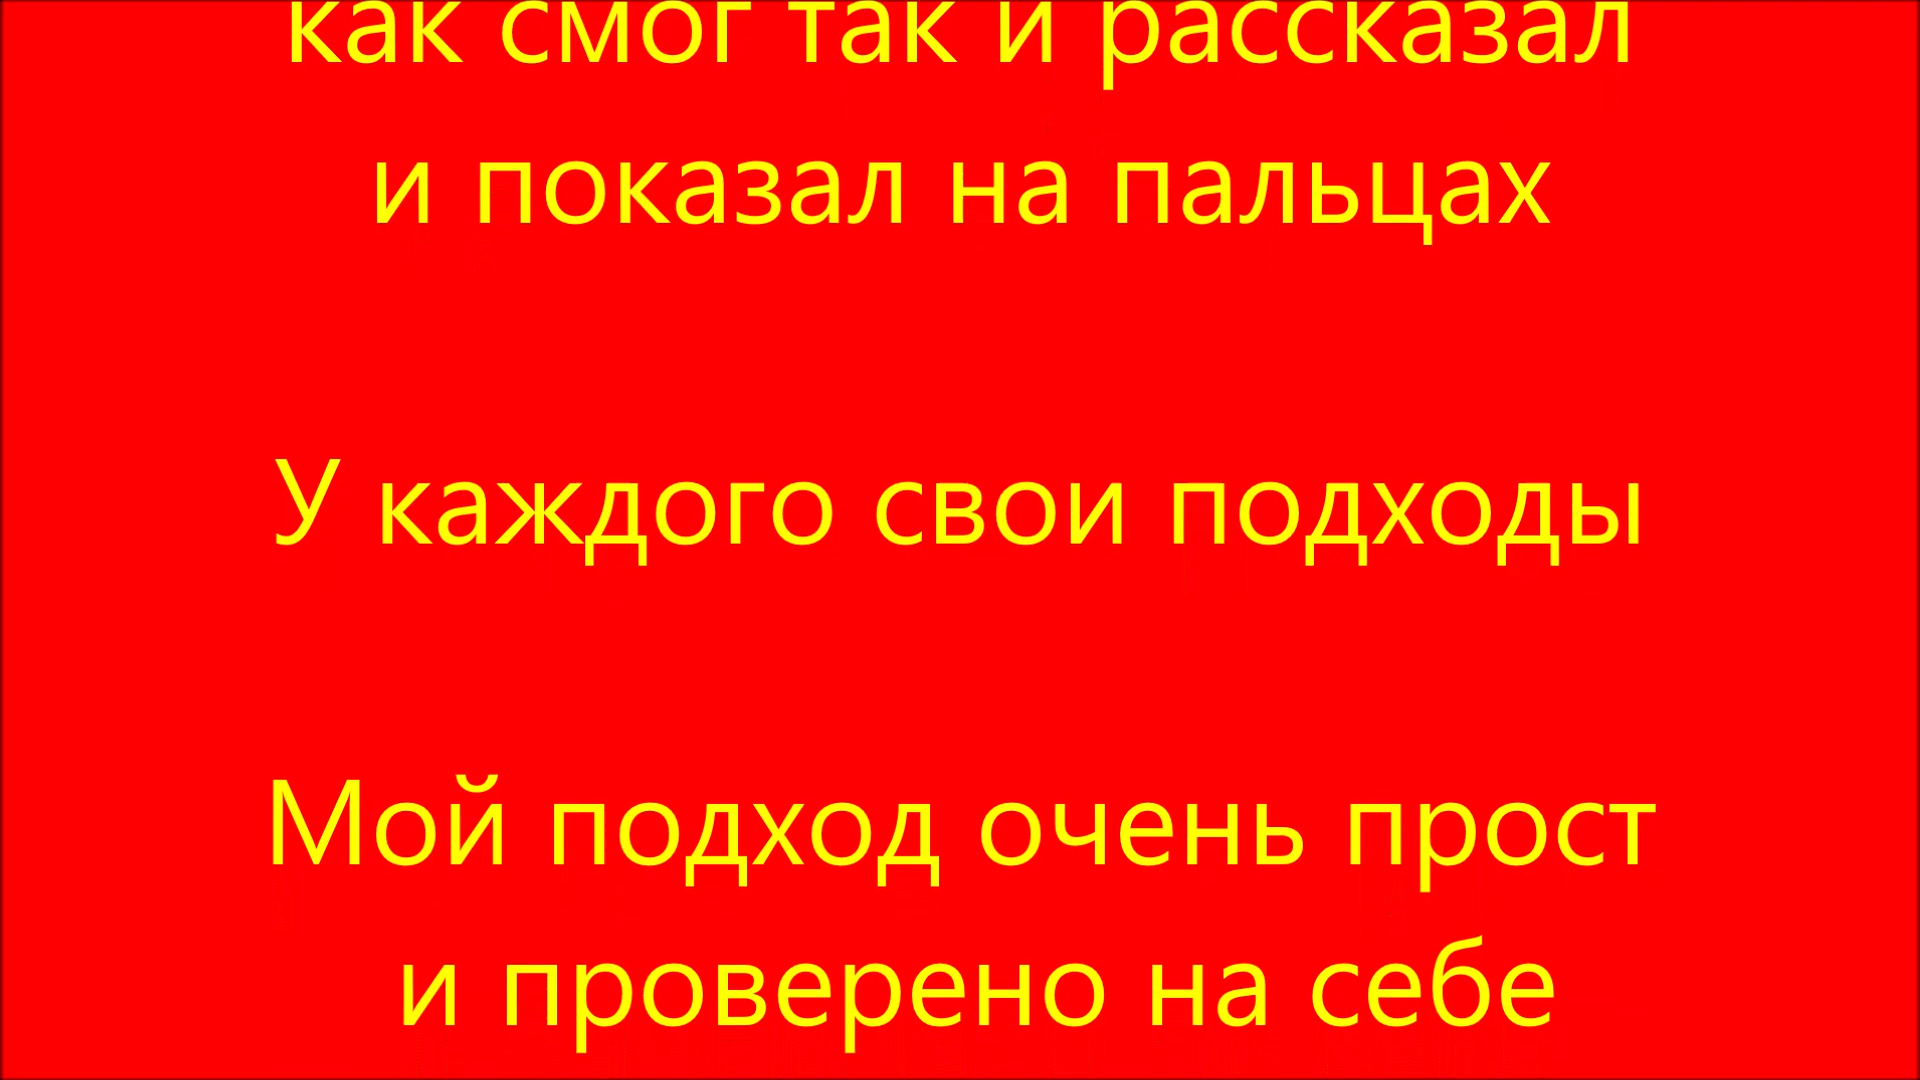 как смог так и рассказал
и показал на пальцах
У каждого свои подходы
Мой подход очень прост
и проверено на себе